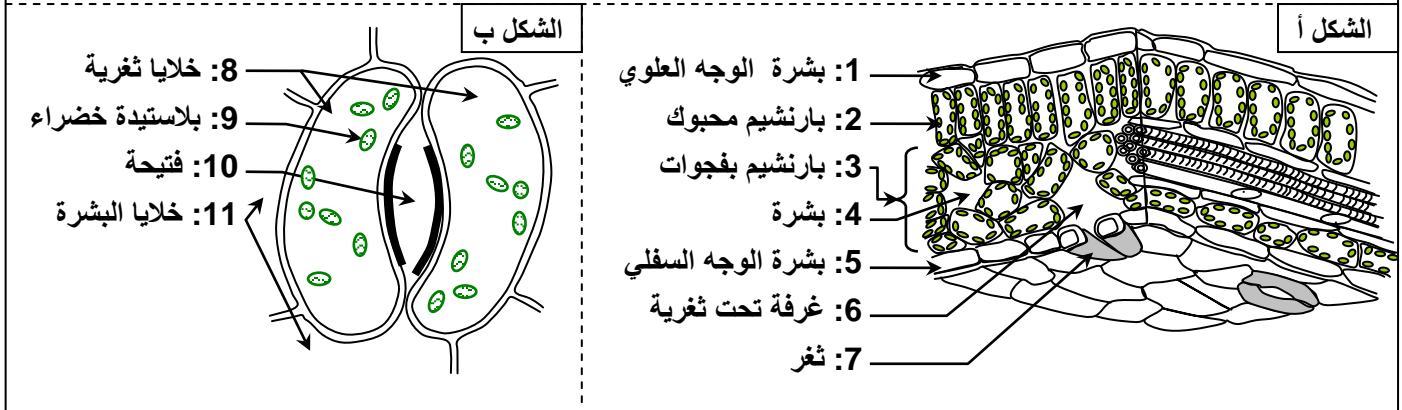 الشكل أ
1: بشرة الوجه العلوي
2: بارنشيم محبوك
3: بارنشيم بفجوات
4: بشرة
5: بشرة الوجه السفلي
6: غرفة تحت ثغرية
7: ثغر
الشكل ب
8: خلايا ثغرية
9: بلاستيدة خضراء
10: فتيحة
11: خلايا البشرة